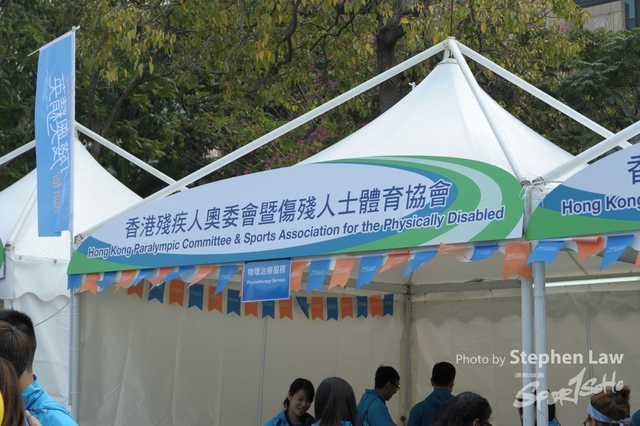 香港殘疾人奧委會暨傷殘人士體育協會
Hong Kong Paralympic Committee & Sports Association for the Physically Disabled
物理治療服務
Physiotherapy Service
香
Hong Kong
Photo by Stephen Law
SPORTSOHO